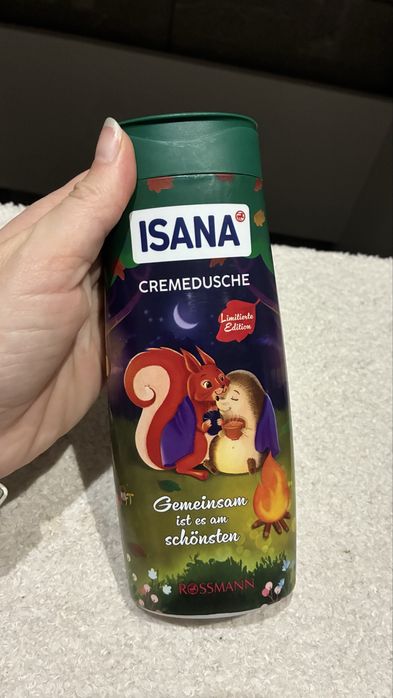 ISANA
CREMEDUSCHE
Limitierte
Edition
Gemeinsam
ist es am
schönsten
ROSSMANN